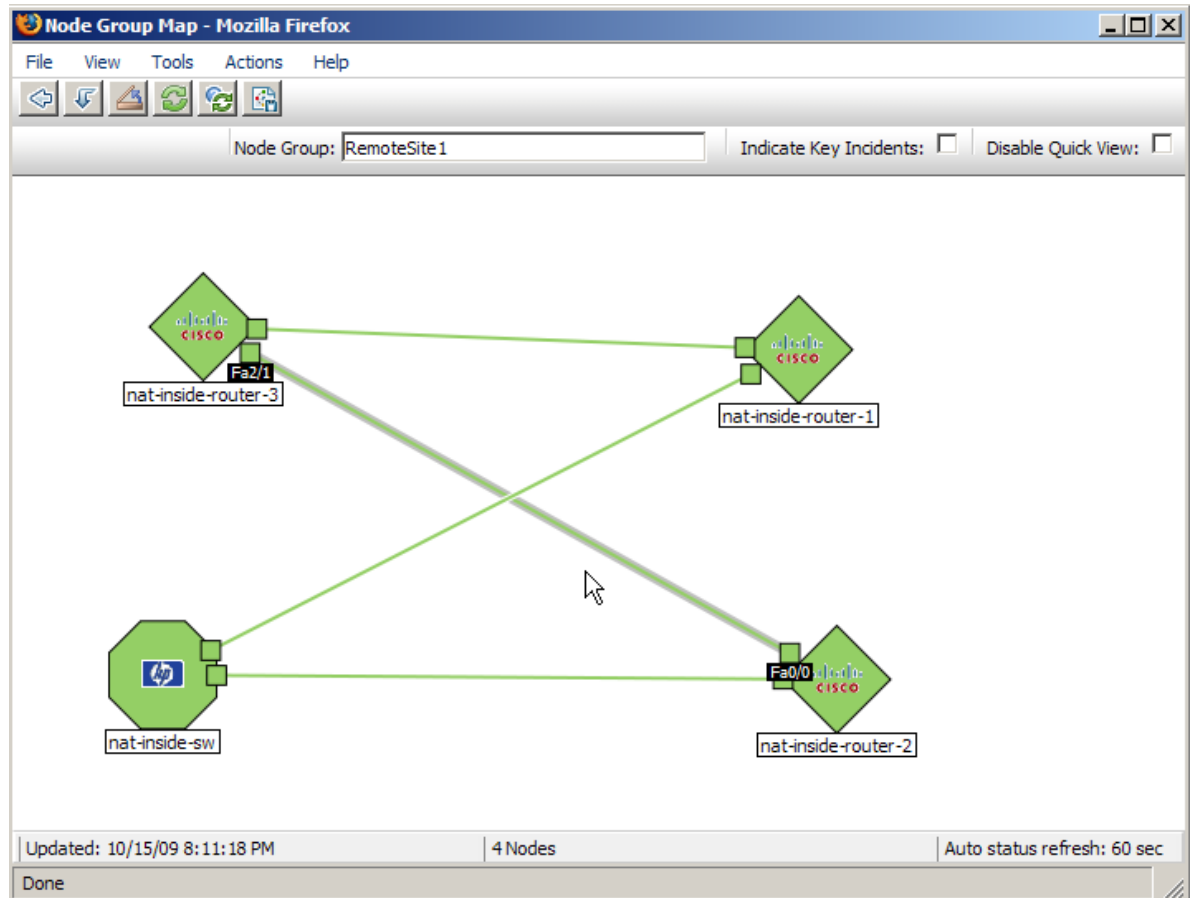 Node Group Map - Mozilla Firefox
File View Tools Actions Help
Node Group: RemoteSite1 Indicate Key Incidents: Disable Quick View:
CISCO
Fa2/1
nat-inside-router-3
CISCO
nat-inside-router-1
hp
nat-inside-sw
Fa0/0
CISCO
nat-inside-router-2
Updated: 10/15/09 8:11:18 PM 4 Nodes Auto status refresh: 60 sec
Done